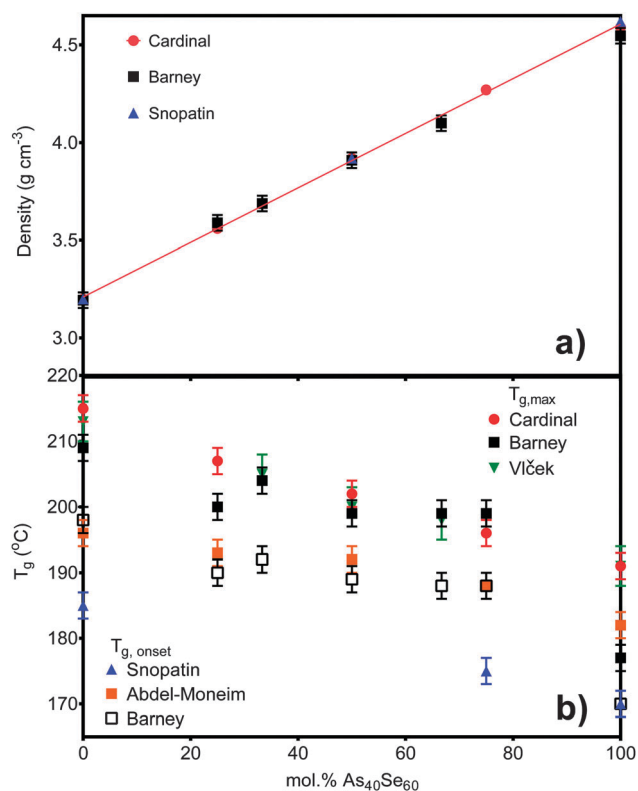 4.5
4.0
3.5
3.0
Density (g cm-3)
Cardinal
Barney
Snopatin
a)
220
210
200
190
180
170
Tg (oC)
Tg,max
Cardinal
Barney
Vlček
Tg, onset
Snopatin
Abdel-Moneim
Barney
b)
0 20 40 60 80 100
mol.% As40Se60